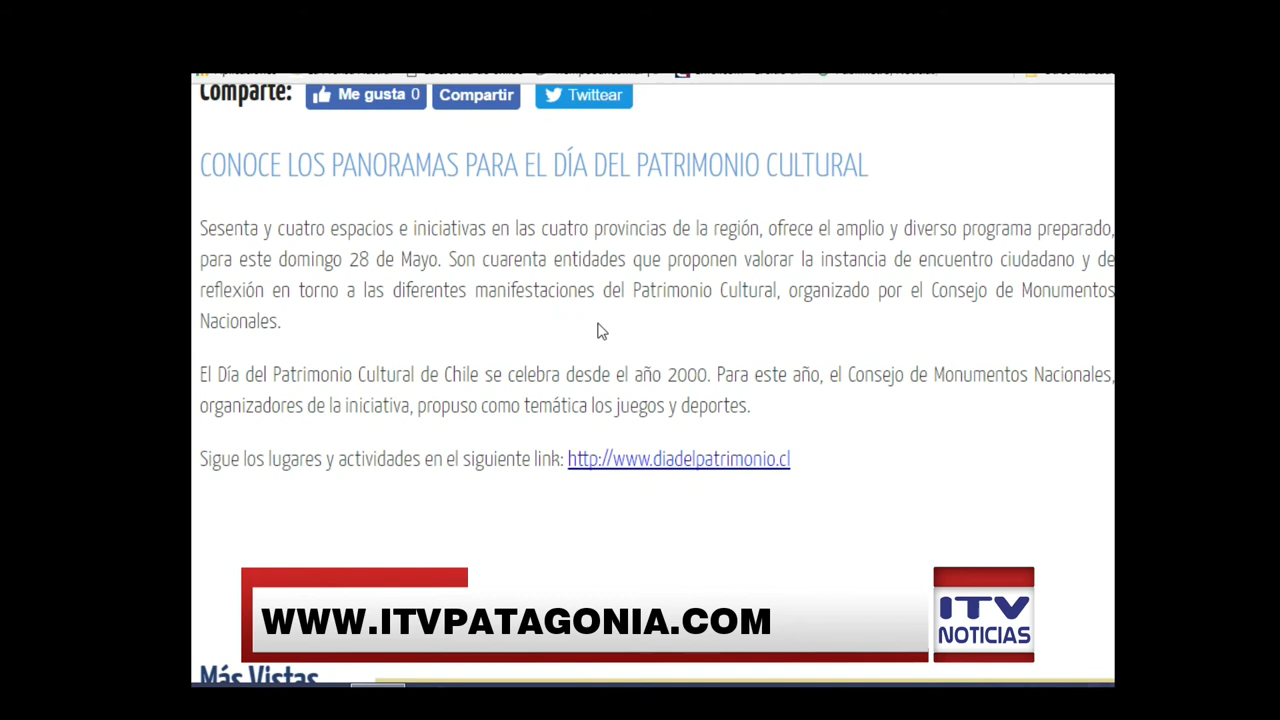 Comparte: Me gusta 0 Compartir Twittear
CONOCE LOS PANORAMAS PARA EL DÍA DEL PATRIMONIO CULTURAL
Sesenta y cuatro espacios e iniciativas en las cuatro provincias de la región, ofrece el amplio y diverso programa preparado,
para este domingo 28 de Mayo. Son cuarenta entidades que proponen valorar la instancia de encuentro ciudadano y de
reflexión en torno a las diferentes manifestaciones del Patrimonio Cultural, organizado por el Consejo de Monumentos
Nacionales.
El Día del Patrimonio Cultural de Chile se celebra desde el año 2000. Para este año, el Consejo de Monumentos Nacionales,
organizadores de la iniciativa, propuso como temática los juegos y deportes.
Sigue los lugares y actividades en el siguiente link: http://www.diadelpatrimonio.cl
WWW.ITVPATAGONIA.COM
ITV
NOTICIAS
Más Vistas